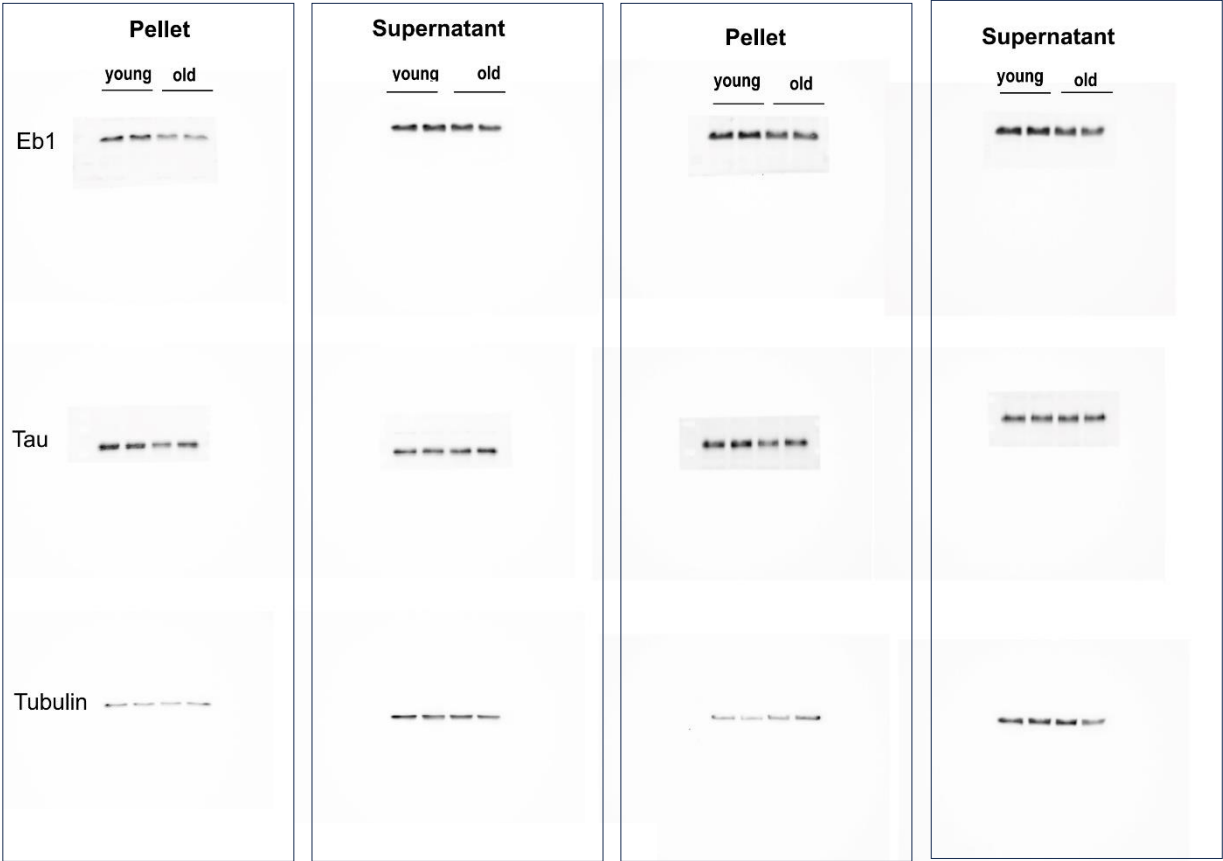 Pellet
Supernatant
Pellet
Supernatant
young old
young old
young old
young old
Eb1
Tau
Tubulin